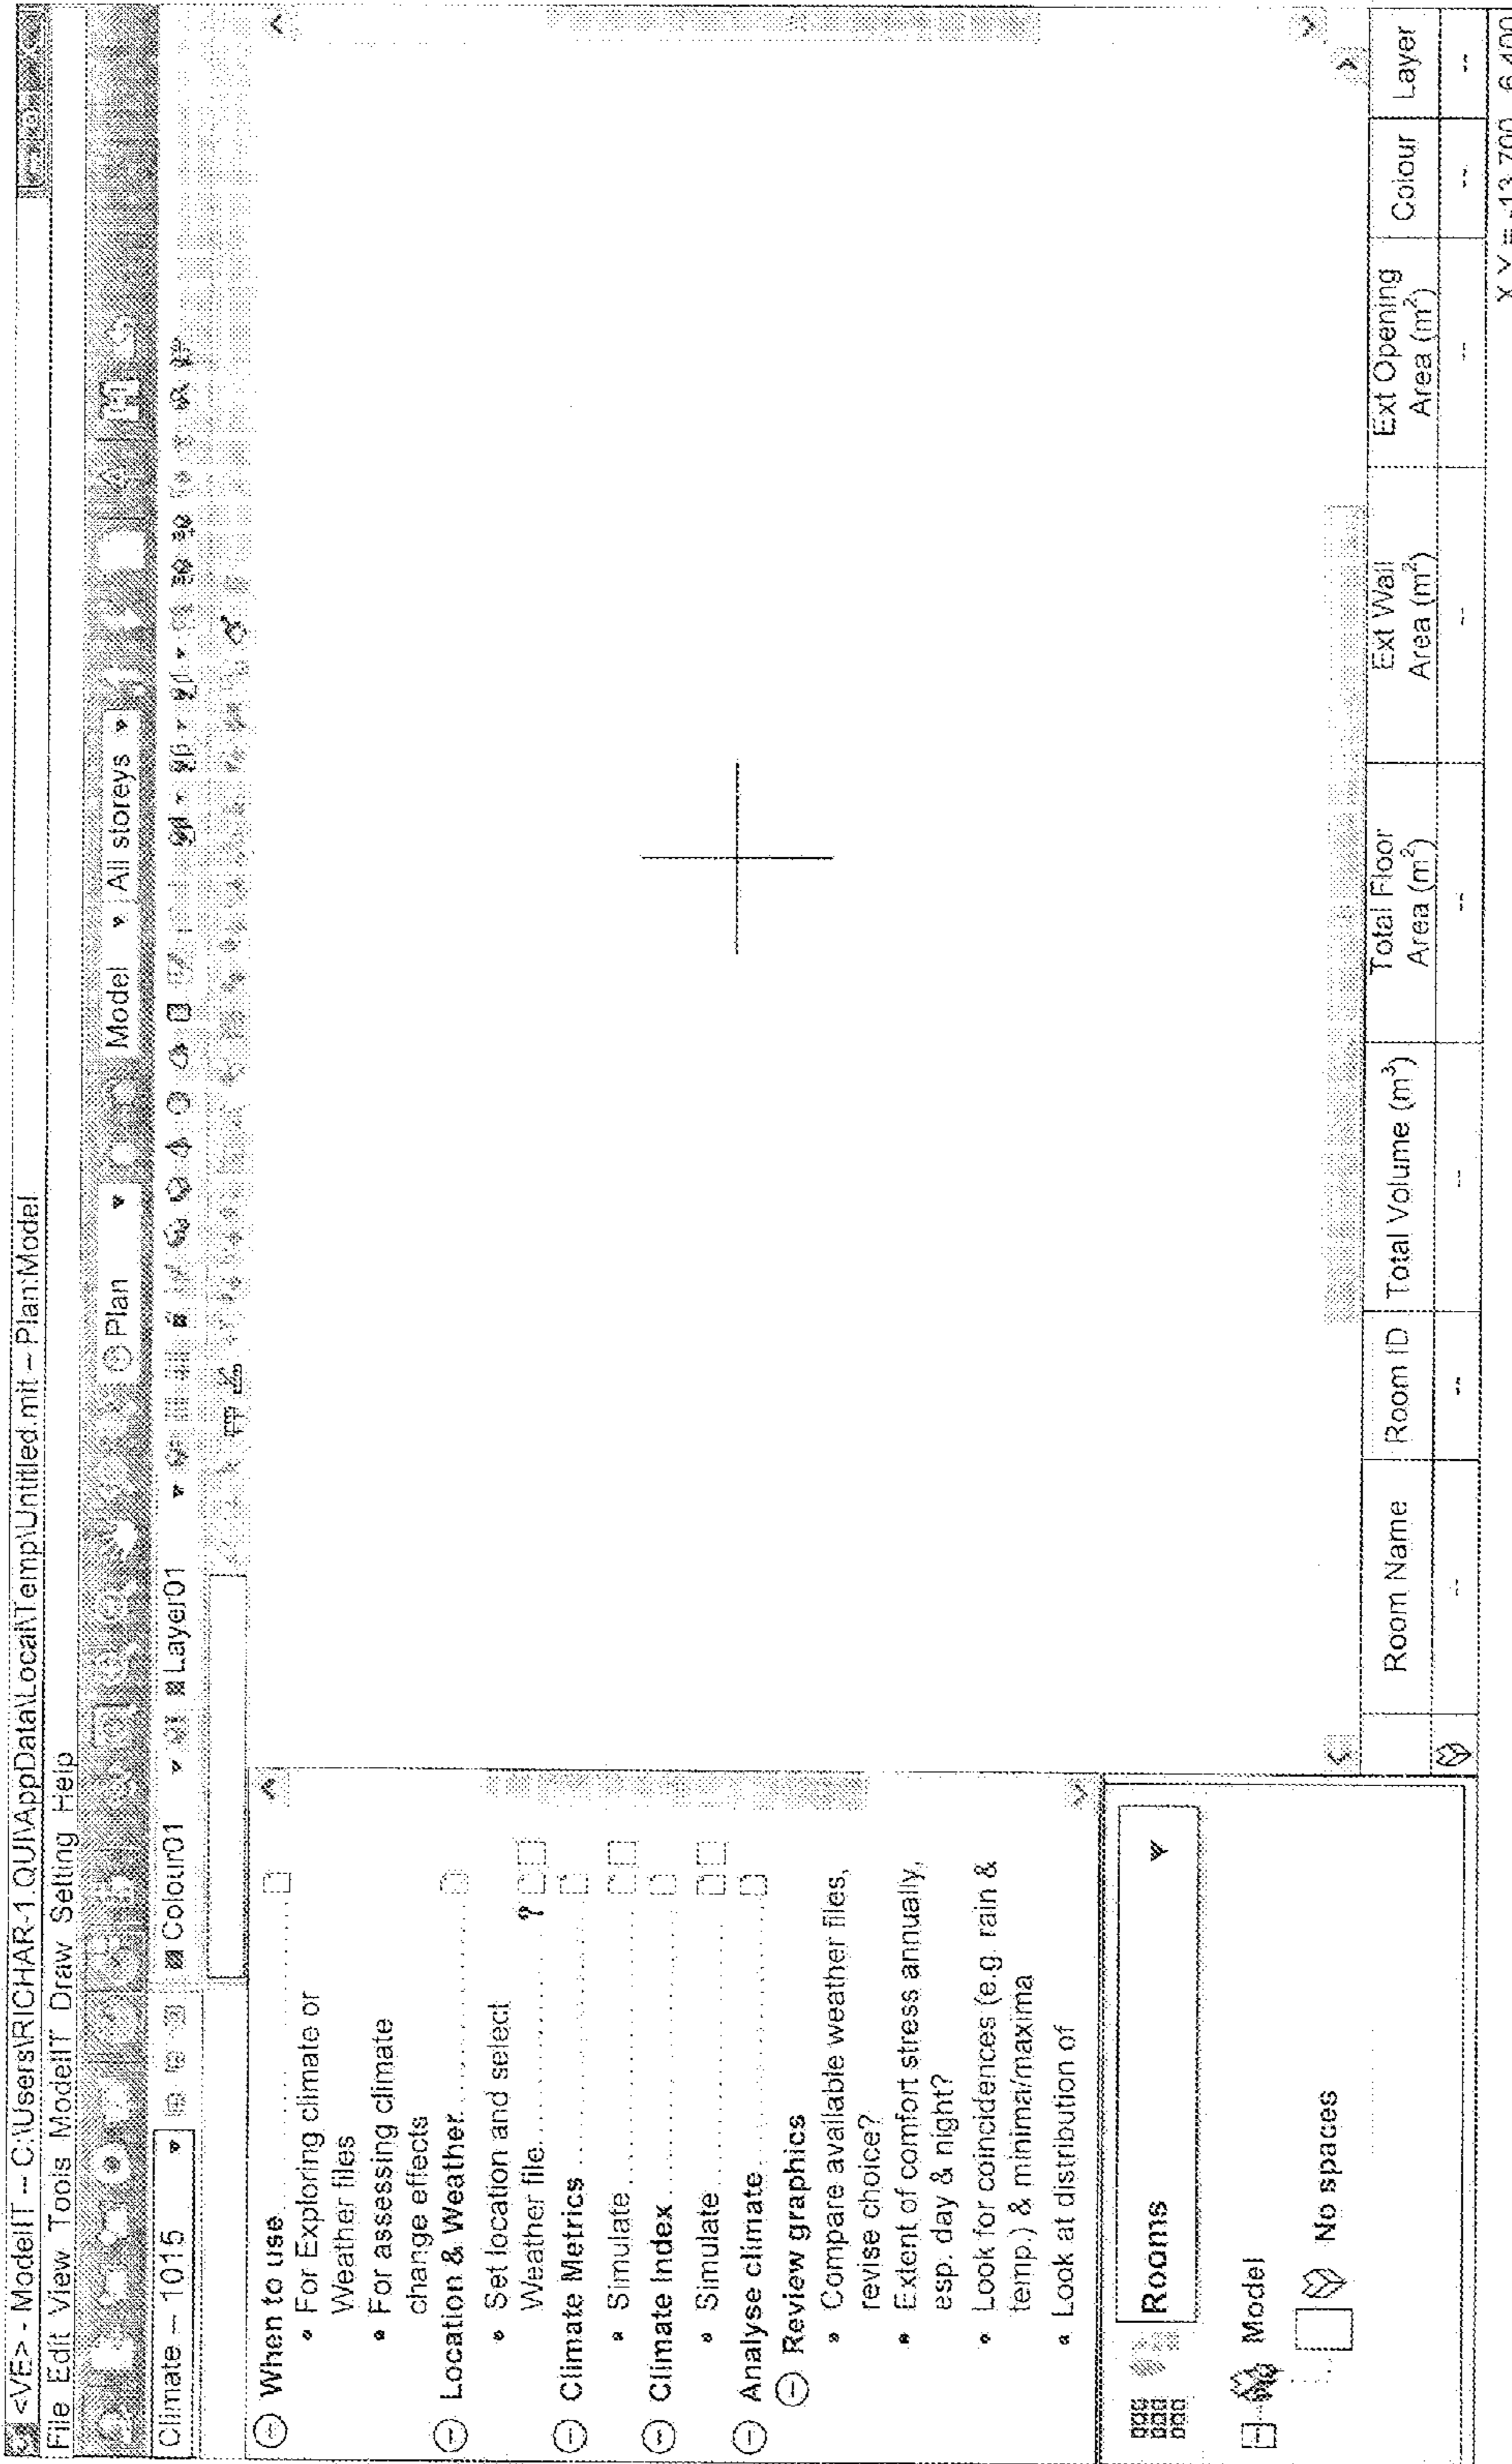 <VE> - ModelIT -- C:\Users\RICHAR-1.QUI\AppData\Local\Temp\Untitled.mit -- Plan:Model
File Edit View Tools ModelIT Draw Setting Help
Plan Model All storeys
Climate – 1015 Colour01 Layer01
When to use
• For Exploring climate or
Weather files
• For assessing climate
change effects
Location & Weather
• Set location and select
Weather file ?
Climate Metrics
• Simulate
Climate Index
• Simulate
Analyse climate
Review graphics
• Compare available weather files,
revise choice?
• Extent of comfort stress annually,
esp. day & night?
• Look for coincidences (e.g. rain &
temp.) & minima/maxima
• Look at distribution of
Rooms
Model
No spaces
Room Name Room ID Total Volume (m³) Total Floor Area (m²) Ext Wall Area (m²) Ext Opening Area (m²) Colour Layer
-- -- -- -- -- -- -- --
X,Y = -13.700 6.400